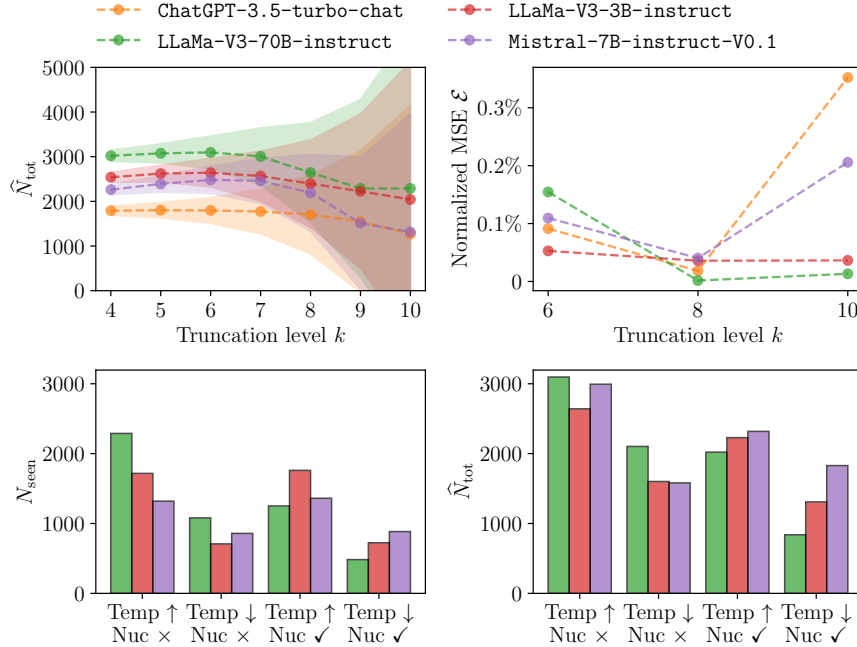 ChatGPT-3.5-turbo-chat
LLaMa-V3-70B-instruct
LLaMa-V3-3B-instruct
Mistral-7B-instruct-V0.1
5000
4000
3000
2000
1000
0
N̂tot
4 5 6 7 8 9 10
Truncation level k
0.3%
0.2%
0.1%
0
Normalized MSE ℰ
6 8 10
Truncation level k
3000
2000
1000
0
Nseen
Temp ↑ Temp ↓ Temp ↑ Temp ↓
Nuc × Nuc × Nuc ✓ Nuc ✓
3000
2000
1000
0
N̂tot
Temp ↑ Temp ↓ Temp ↑ Temp ↓
Nuc × Nuc × Nuc ✓ Nuc ✓